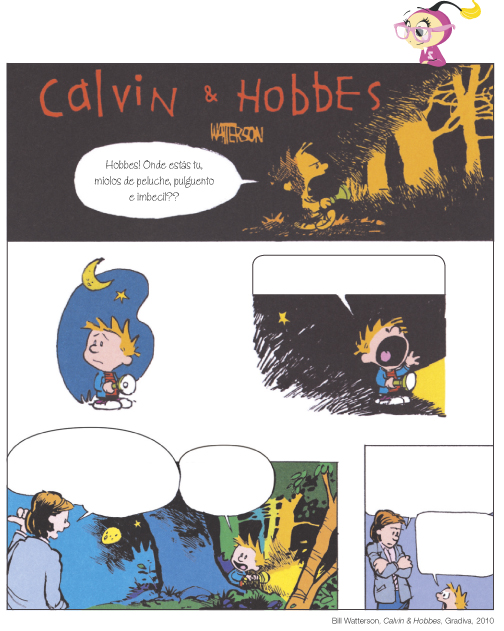 Calvin & Hobbes
WATTERSON
Hobbes! Onde estás tu,
miolos de peluche, pulguento
e imbecil??
Bill Watterson, Calvin & Hobbes, Gradiva, 2010